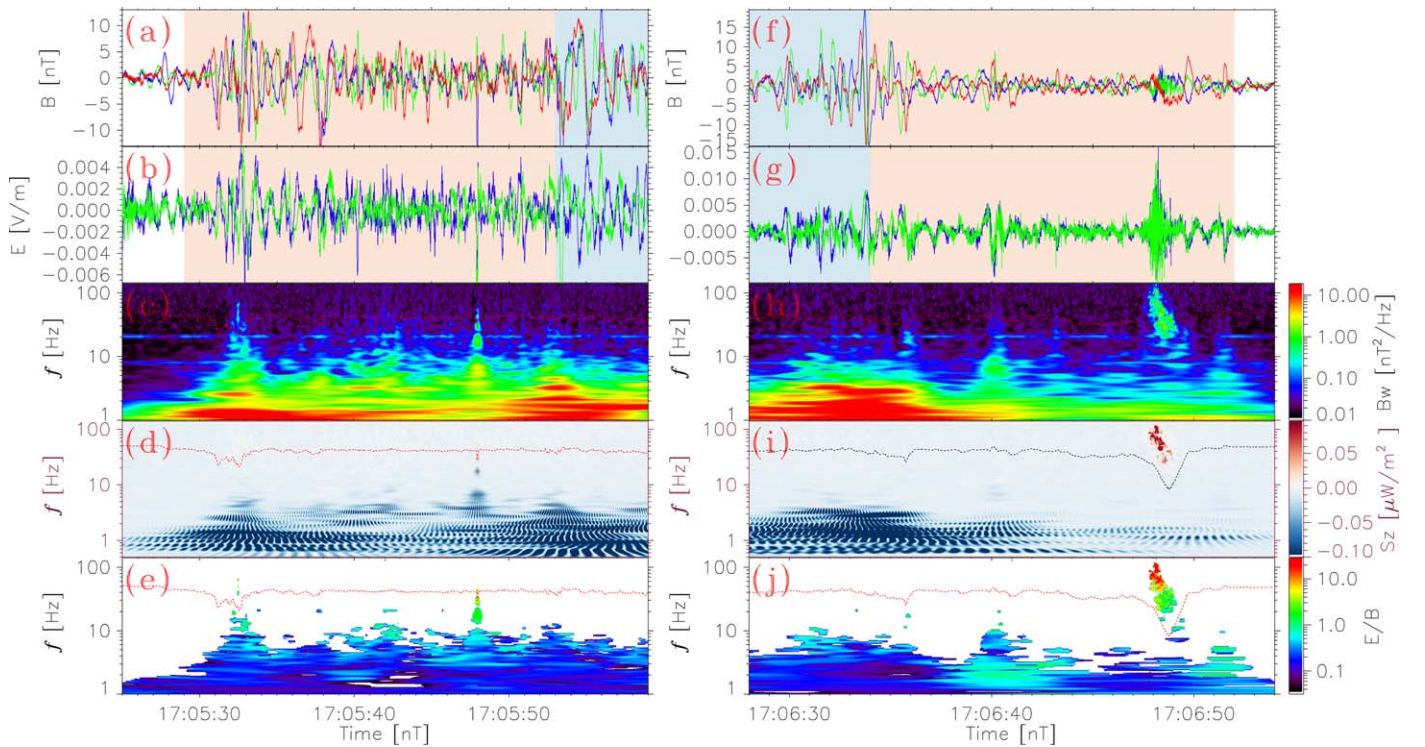 (a)
B [nT]
10
5
0
-5
-10
(b)
E [V/m]
0.004
0.002
0.000
-0.002
-0.004
-0.006
(c)
f [Hz]
100
10
1
(d)
f [Hz]
100
10
1
(e)
f [Hz]
100
10
1
17:05:30
17:05:40
17:05:50
Time [nT]
(f)
B [nT]
15
10
5
0
-5
-10
-15
(g)
0.015
0.010
0.005
0.000
-0.005
(h)
f [Hz]
100
10
1
10.00
1.00
0.10
0.01
Bw [nT²/Hz]
(i)
f [Hz]
100
10
1
0.10
0.05
0.00
-0.05
-0.10
Sz [μW/m²]
(j)
f [Hz]
100
10
1
10.0
1.0
0.1
E/B
17:06:30
17:06:40
17:06:50
Time [nT]